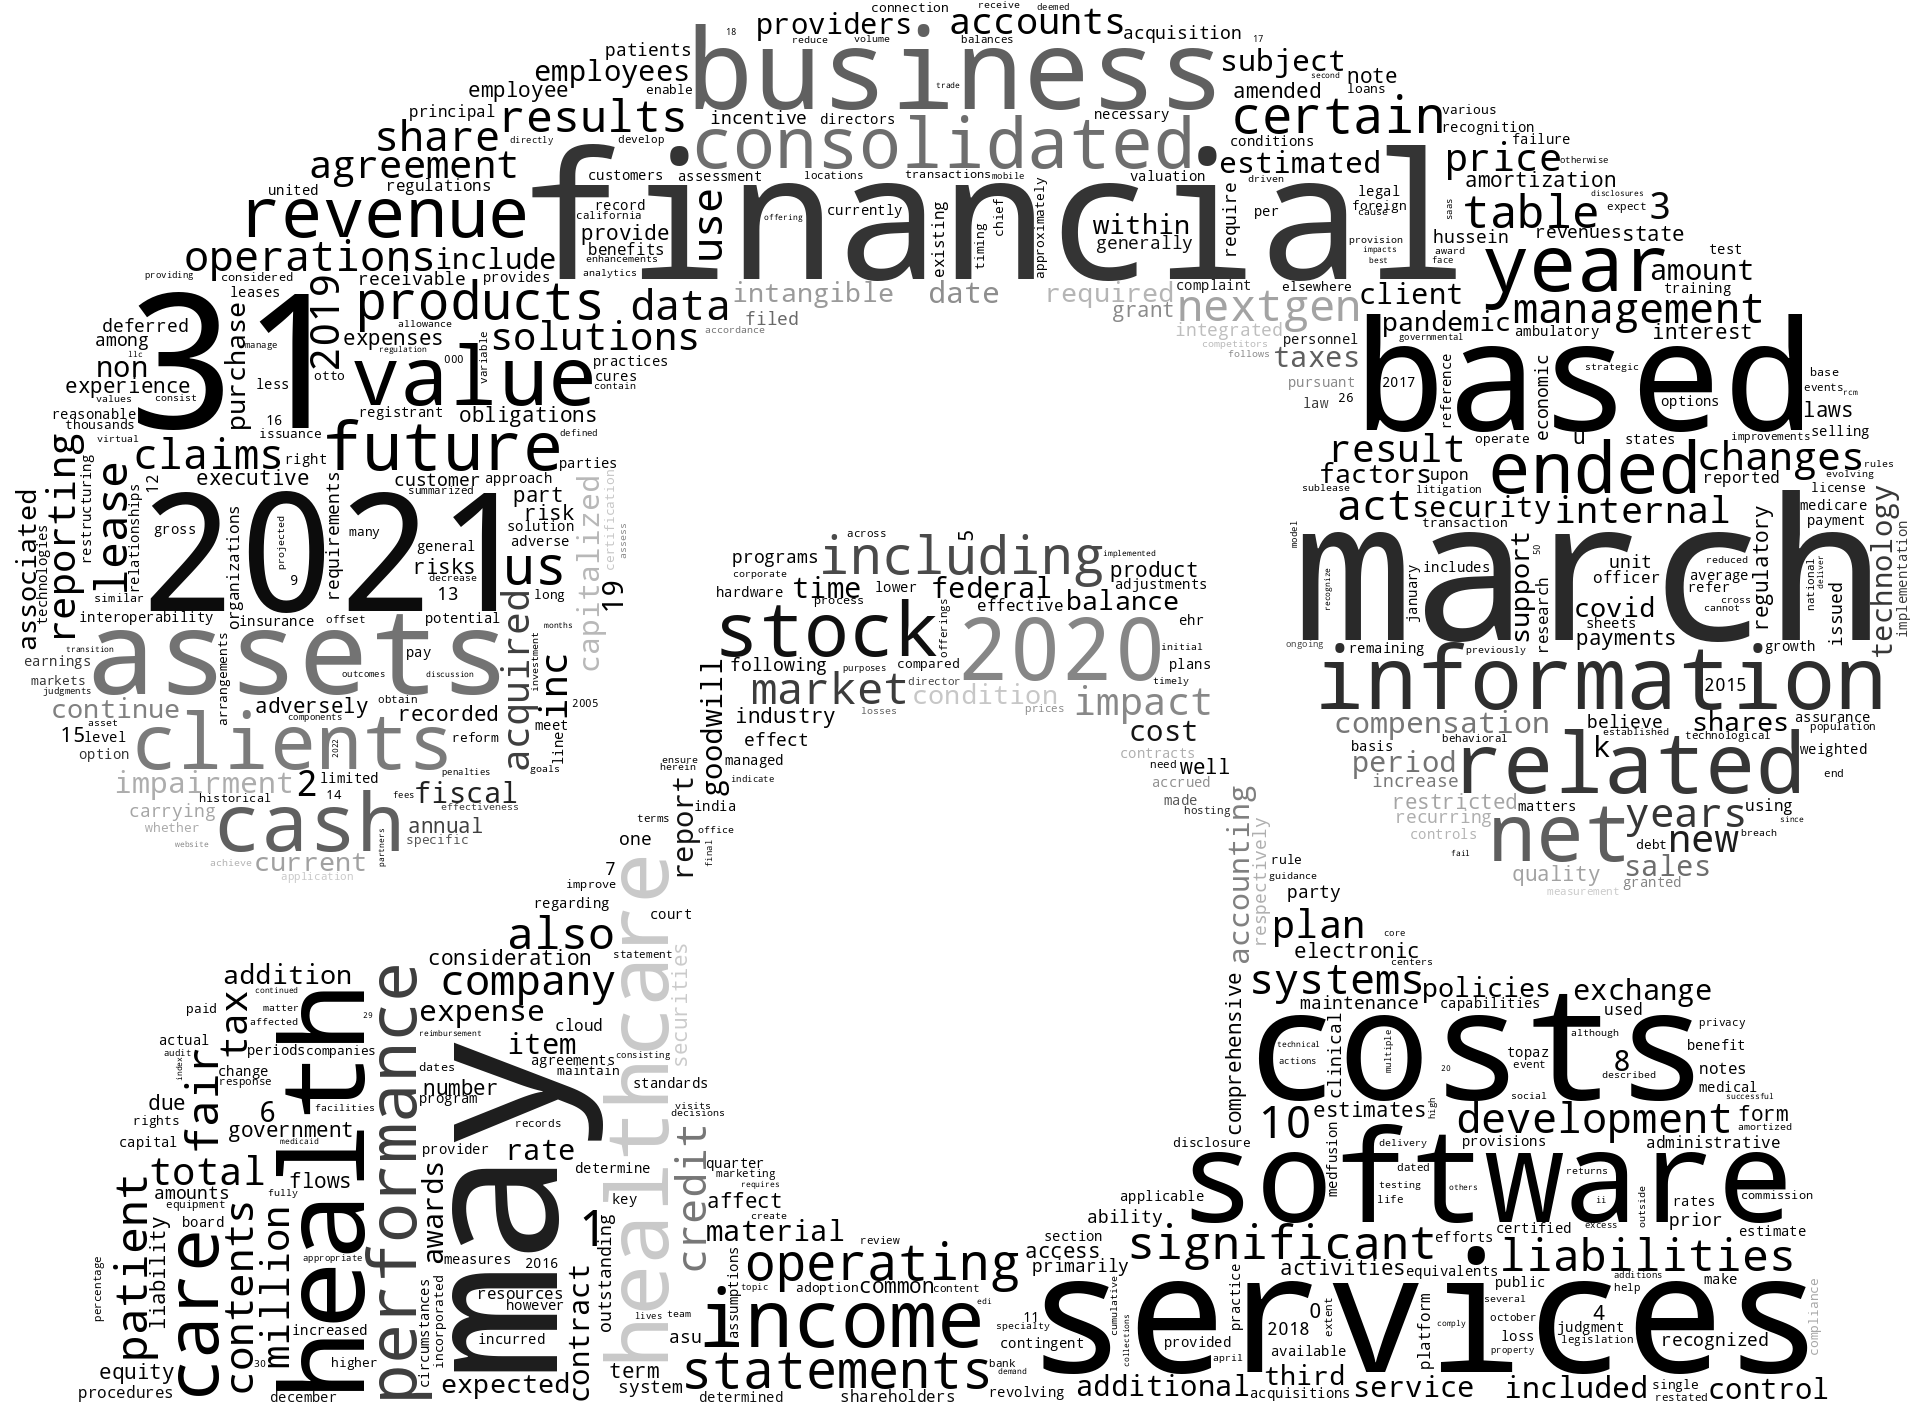 connection receive deemed
providers accounts acquisition
18 reduce volume balances 17
patients business subject
employees second note
employee enable trade amended loans
principal results incentive directors necessary certain various
share directly develop consolidated conditions recognition failure
agreement customers assessment locations transactions mobile valuation driven estimated price otherwise
united regulations financial legal amortization
revenue record california provide use offering currently existing timing chief approximately within generally require per foreign cause saas table disclosures expect 3
operations include benefits enhancements analytics provision impacts best award face hussein revenues state test
providing considered receivable provides complaint elsewhere year amount
leases 31 2019 products data intangible date required nextgen client training
deferred allowance solutions filed grant management
among manage expenses accordance integrated pandemic ambulatory interest
llc regulation 000 variable practices competitors personnel governmental
non purchase otto value cures follows taxes based
experience less contain pursuant 2017 reference economic strategic base
values consist law 26 options events rcm
reasonable 16 registrant obligations laws
thousands issuance future defined u selling
virtual claims right result operate states improvements
reporting restructuring lease executive customer approach parties factors upon ended reported changes rules evolving
associated technologies relationships 12 summarized part capitalized certification sublease litigation license
gross 2021 many requirements risk act security internal medicare technology
organizations projected solution transaction payment
9 general adverse across 5 model march regulatory
risks decrease us assess programs including implemented 50 includes unit reduced
similar 13 long corporate product recognize officer average national deliver implementation
interoperability insurance offset potential acquired 19 hardware time lower federal adjustments january support research covid refer cross cannot issued
transition assets months process effective balance sheets payments
earnings arrangements pay investment stock offerings 2020 ehr ongoing remaining previously growth
markets discussion following purposes compared initial plans information
judgments outcomes inc market director condition timely 2015
continue adversely obtain recorded 2005 losses prices impact compensation believe shares assurance
asset clients components meet industry established population
15 level 2022 reform line goodwill effect cost basis behavioral k technological weighted
option goals ensure managed contracts period related
impairment 2 limited penalties herein indicate need well increase end
historical 14 fees fiscal report accrued restricted matters years using
carrying cash effectiveness india made hosting recurring since
whether annual terms office accounting controls net new breach
website partners specific one final respectively fail debt
achieve current 7 healthcare rule quality sales
application improve guidance measurement granted
regarding court party
also statement plan core
consideration securities electronic centers
addition company systems policies exchange
continued health performance expense comprehensive maintenance capabilities used
paid tax matter 29 reimbursement cloud costs although privacy
actual affected item consisting technical clinical multiple topaz benefit
audit periods companies agreements actions event 8 notes
index change response dates maintain 20 described medical
fair number standards social successful
due 6 facilities program visits 10 estimates high development form
rights government may records decisions disclosure amortized
capital medicaid provider rate credit medfusion delivery provisions administrative
total flows determine quarter dated software returns
patient amounts fully awards marketing testing others rates commission
equipment key requires applicable life ii outside
care board contents million affect create ability prior
liability appropriate measures 1 outstanding material review section significant efforts certified excess estimate
percentage 2016 operating access activities liabilities
resources assumptions topic adoption common content primarily equivalents public additions make
increased circumstances incorporated however contract lives team income edi cumulative practice services several help compliance
incurred asu 11 specialty 0 extent october 4
higher contingent collections provided 2018 platform comply loss judgment recognized
equity 30 term statements bank april available property legislation
procedures december expected system demand additional third service included single control
determined shareholders revolving acquisitions restated